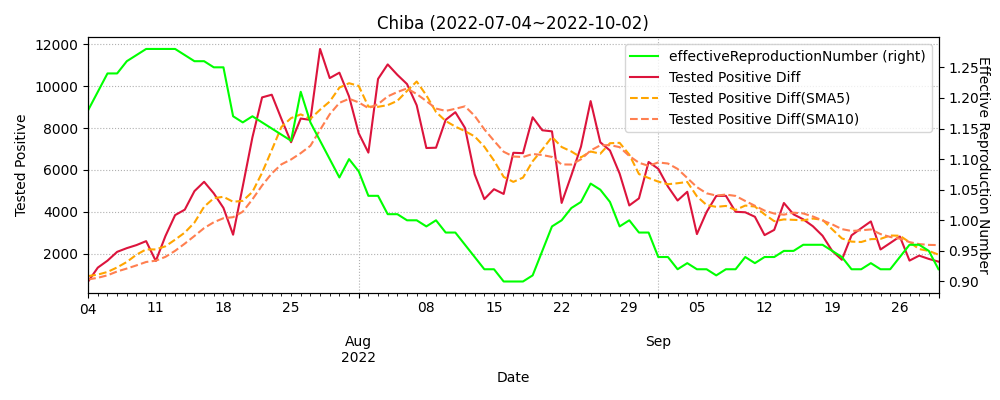 Chiba (2022-07-04~2022-10-02)
effectiveReproductionNumber (right)
Tested Positive Diff
Tested Positive Diff(SMA5)
Tested Positive Diff(SMA10)
Tested Positive
12000
10000
8000
6000
4000
2000
Effective Reproduction Number
1.25
1.20
1.15
1.10
1.05
1.00
0.95
0.90
04 11 18 25 08 15 22 29 05 12 19 26
Aug Sep
2022
Date